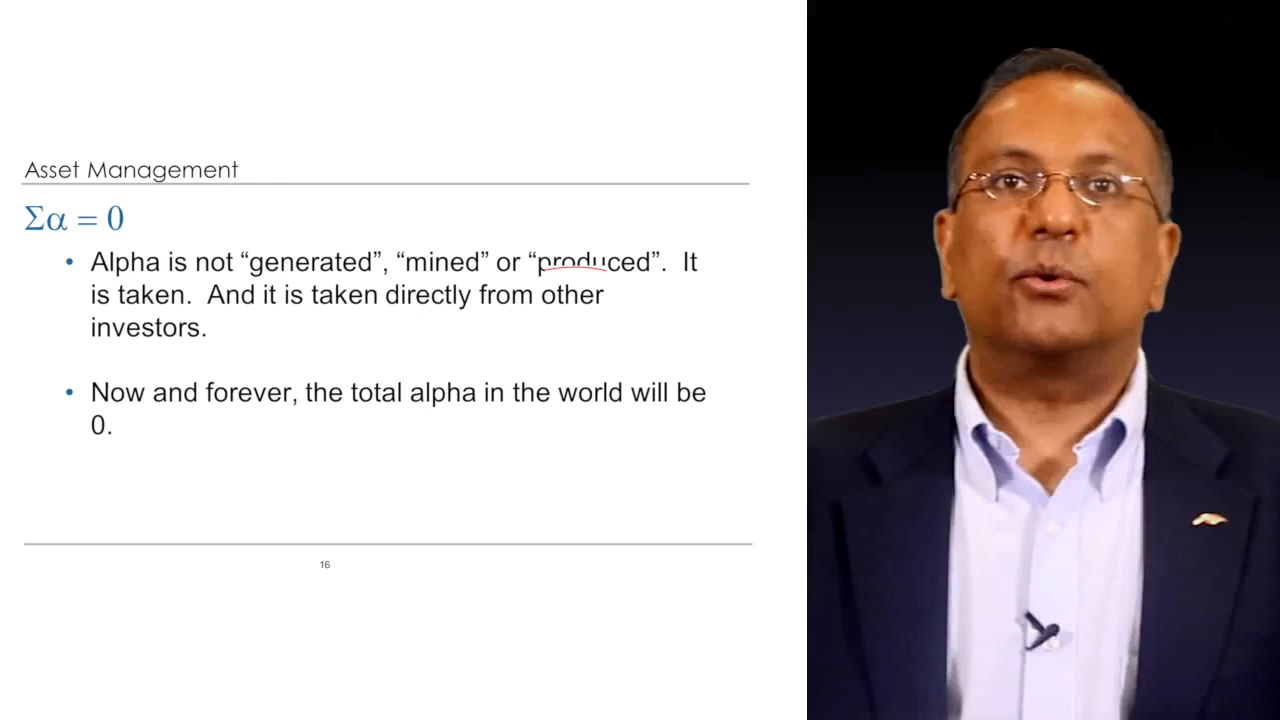 Asset Management
Σα = 0
• Alpha is not “generated”, “mined” or “produced”. It
is taken. And it is taken directly from other
investors.
• Now and forever, the total alpha in the world will be
0.
16